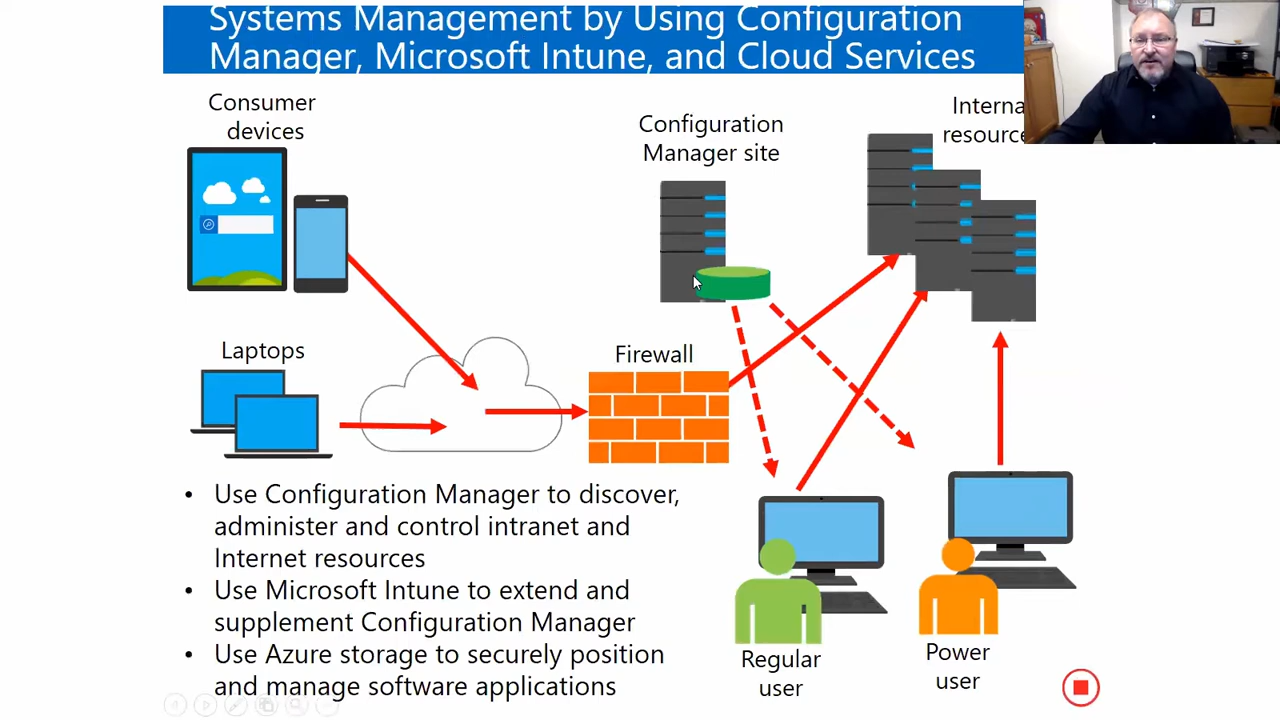 Systems Management by Using Configuration
Manager, Microsoft Intune, and Cloud Services
Consumer
devices
Configuration
Manager site
Interna
resource
Laptops
Firewall
• Use Configuration Manager to discover,
administer and control intranet and
Internet resources
• Use Microsoft Intune to extend and
supplement Configuration Manager
• Use Azure storage to securely position
and manage software applications
Regular
user
Power
user